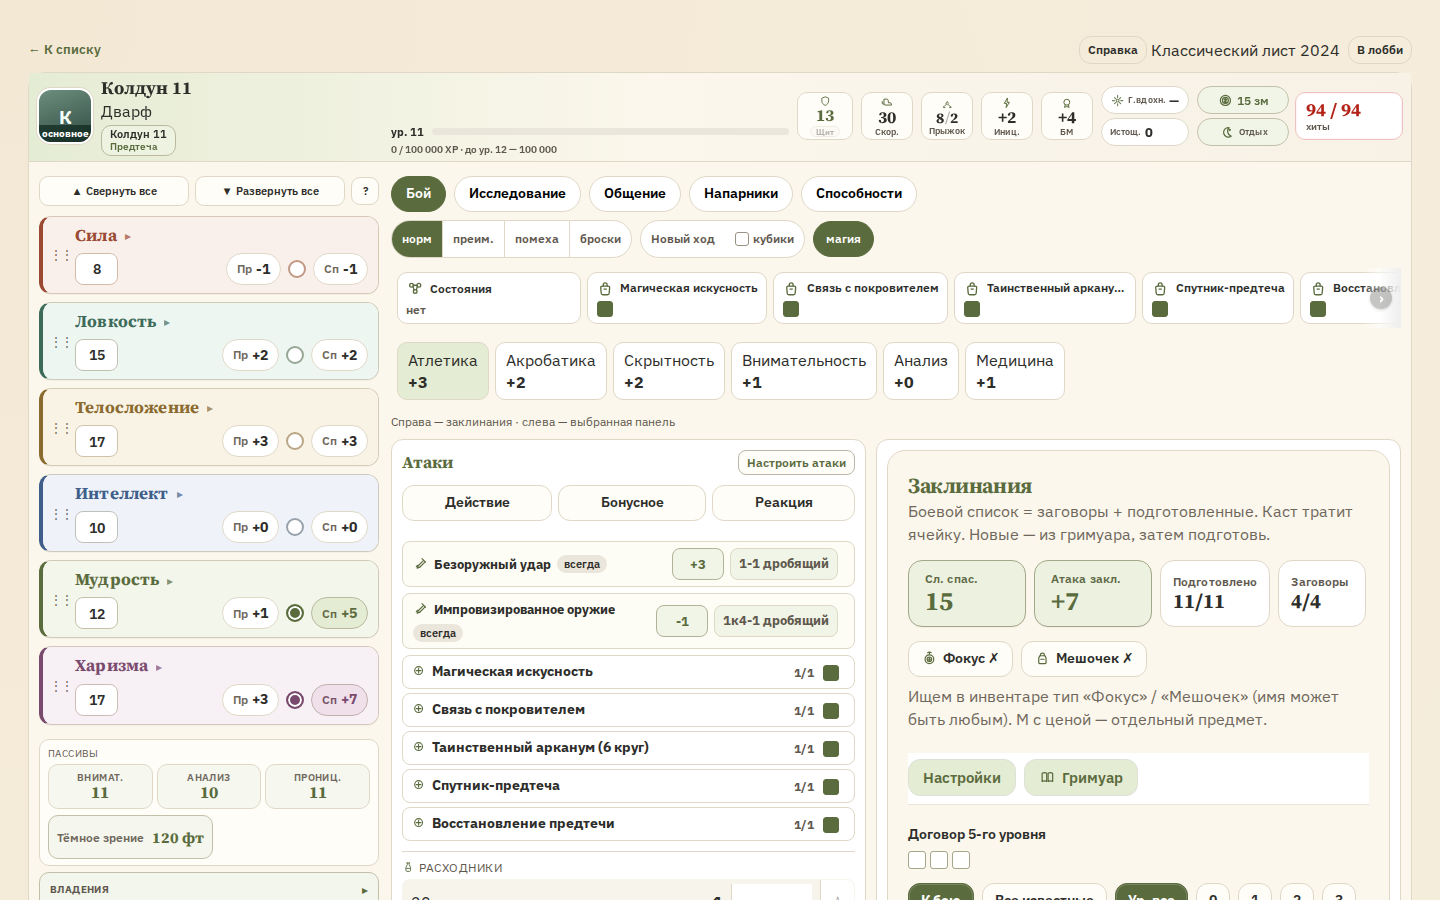 ← К списку
Справка Классический лист 2024 В лобби
К
основное
Колдун 11
Дварф
Колдун 11
Предтеча
ур. 11
0 / 100 000 XP · до ур. 12 — 100 000
13
Щит
30
Скор.
8/2
Прыжок
+2
Иниц.
+4
БМ
Г.вдохн. —
Истощ. 0
15 зм
Отдых
94 / 94
хиты
▲ Свернуть все
▼ Развернуть все
?
Сила ▸
8
Пр -1
Сп -1
Ловкость ▸
15
Пр +2
Сп +2
Телосложение ▸
17
Пр +3
Сп +3
Интеллект ▸
10
Пр +0
Сп +0
Мудрость ▸
12
Пр +1
Сп +5
Харизма ▸
17
Пр +3
Сп +7
ПАССИВЫ
ВНИМАТ.
11
АНАЛИЗ
10
ПРОНИЦ.
11
Тёмное зрение 120 фт
ВЛАДЕНИЯ ▸
Бой
Исследование
Общение
Напарники
Способности
норм
преим.
помеха
броски
Новый ход
кубики
магия
Состояния
нет
Магическая искусность
Связь с покровителем
Таинственный аркану...
Спутник-предтеча
Восстановл
›
Атлетика
+3
Акробатика
+2
Скрытность
+2
Внимательность
+1
Анализ
+0
Медицина
+1
Справа — заклинания · слева — выбранная панель
Атаки
Настроить атаки
Действие
Бонусное
Реакция
Безоружный удар всегда
+3
1-1 дробящий
Импровизированное оружие
всегда
-1
1к4-1 дробящий
Магическая искусность 1/1
Связь с покровителем 1/1
Таинственный арканум (6 круг) 1/1
Спутник-предтеча 1/1
Восстановление предтечи 1/1
РАСХОДНИКИ
Заклинания
Боевой список = заговоры + подготовленные. Каст тратит
ячейку. Новые — из гримуара, затем подготовь.
Сл. спас.
15
Атака закл.
+7
Подготовлено
11/11
Заговоры
4/4
Фокус ✗
Мешочек ✗
Ищем в инвентаре тип «Фокус» / «Мешочек» (имя может
быть любым). М с ценой — отдельный предмет.
Настройки
Гримуар
Договор 5-го уровня
К бою
Все известные
Ур. все
0
1
2
3